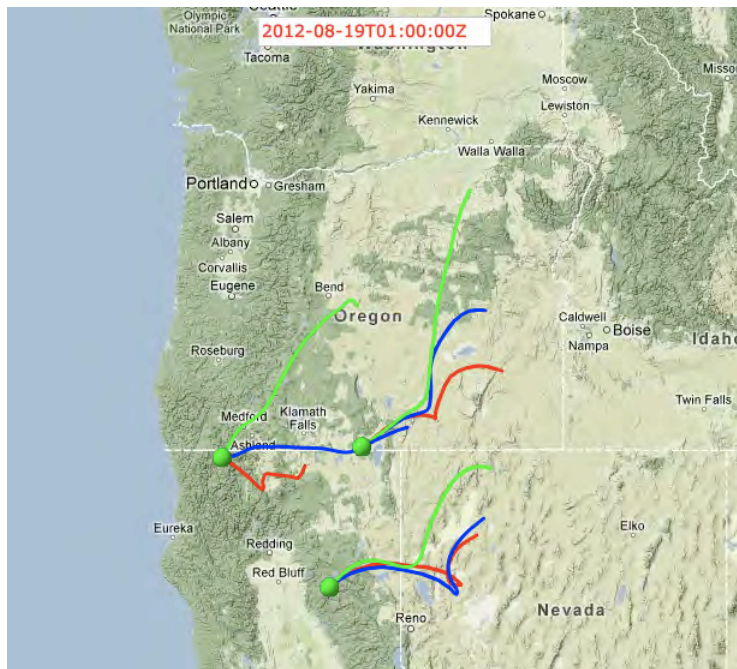 Seattle
Spokane
Olympic
National Park
2012-08-19T01:00:00Z
Washington
Tacoma
Moscow
Misso
Yakima
Lewiston
Kennewick
Walla Walla
Portland
Gresham
Salem
Albany
Corvallis
Eugene
Bend
Oregon
Caldwell
Boise
Nampa
Idaho
Roseburg
Twin Falls
Medford
Klamath
Falls
Ashland
Eureka
Elko
Redding
Red Bluff
Nevada
Reno